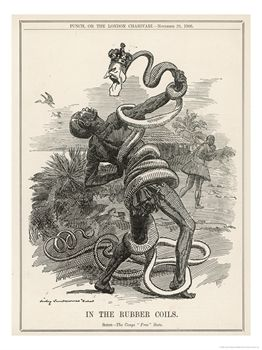 PUNCH, OR THE LONDON CHARIVARI.—November 28, 1906.
IN THE RUBBER COILS.
Scene—The Congo "Free" State.